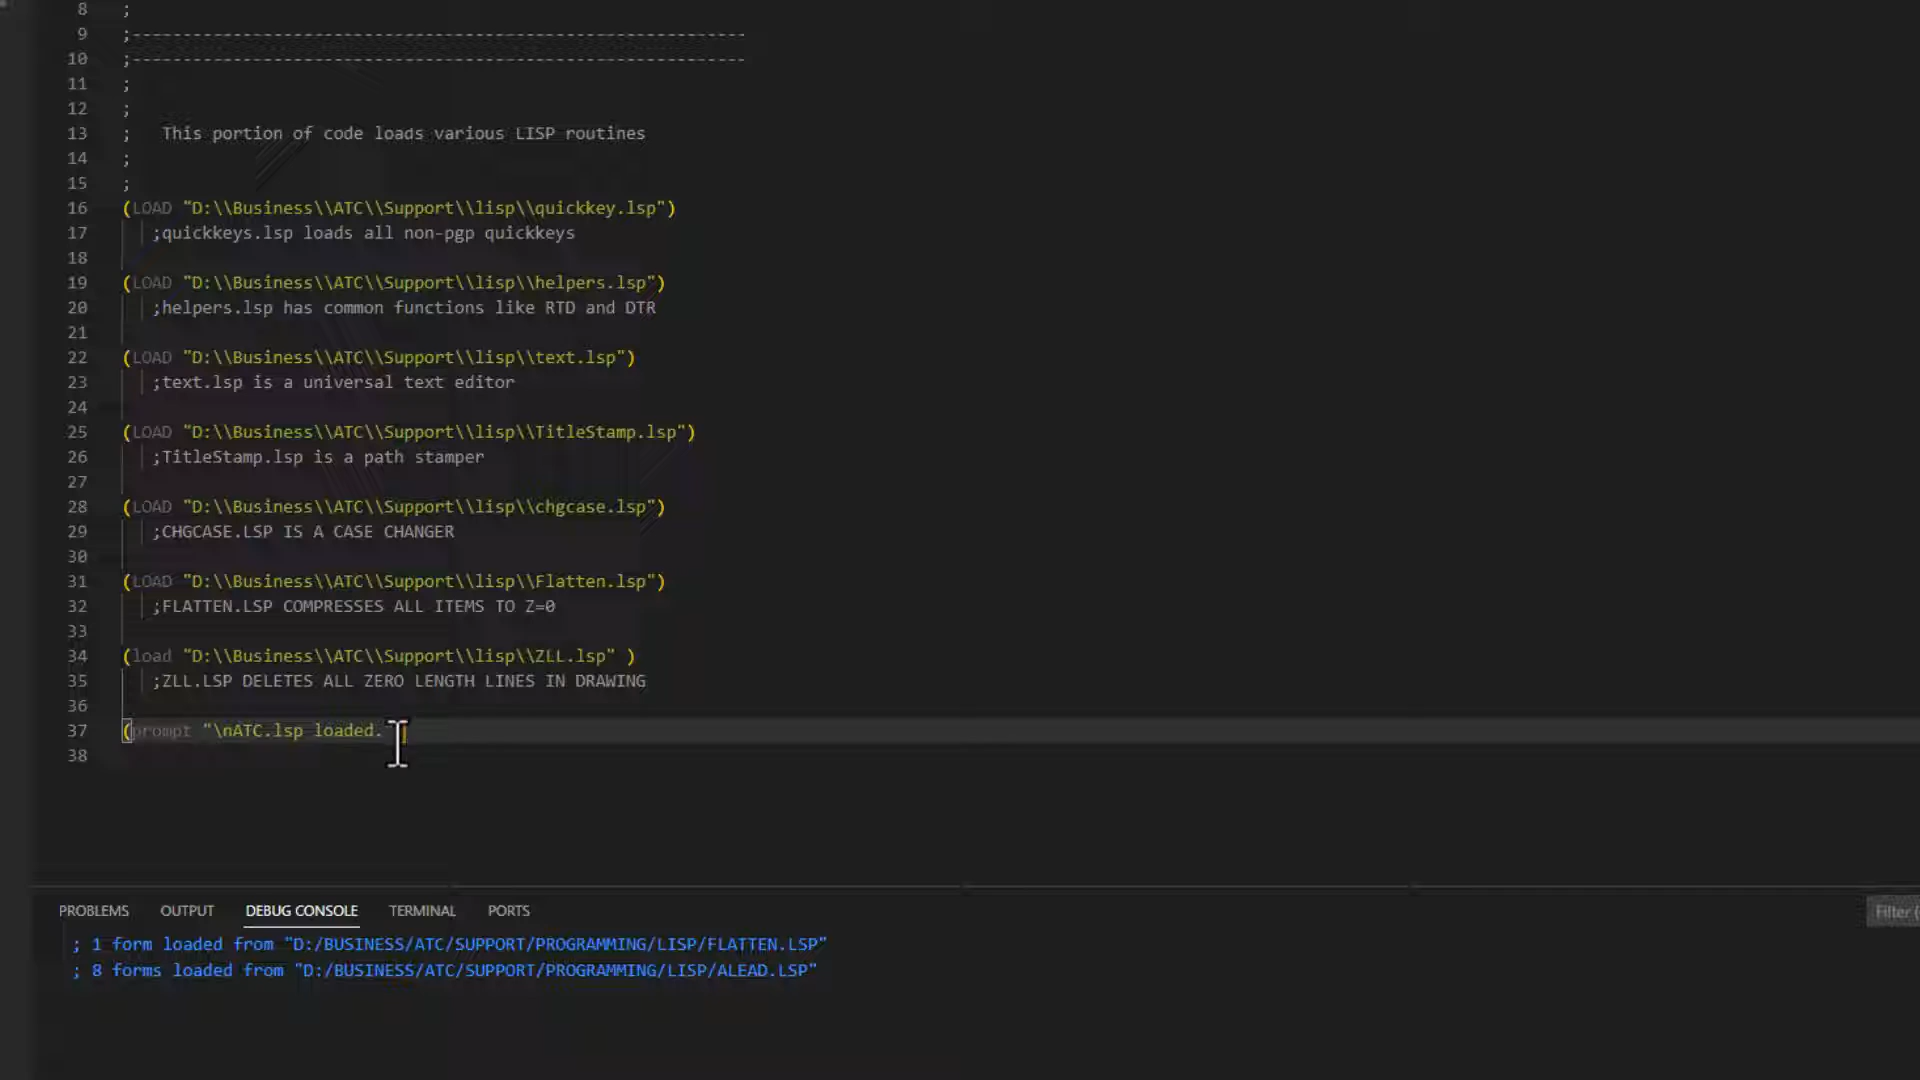 8 ;
9 ;-------------------------------------------------------------
10 ;-------------------------------------------------------------
11 ;
12 ;
13 ;   This portion of code loads various LISP routines
14 ;
15 ;
16 (LOAD "D:\\Business\\ATC\\Support\\lisp\\quickkey.lsp")
17    ;quickkeys.lsp loads all non-pgp quickkeys
18
19 (LOAD "D:\\Business\\ATC\\Support\\lisp\\helpers.lsp")
20    ;helpers.lsp has common functions like RTD and DTR
21
22 (LOAD "D:\\Business\\ATC\\Support\\lisp\\text.lsp")
23    ;text.lsp is a universal text editor
24
25 (LOAD "D:\\Business\\ATC\\Support\\lisp\\TitleStamp.lsp")
26    ;TitleStamp.lsp is a path stamper
27
28 (LOAD "D:\\Business\\ATC\\Support\\lisp\\chgcase.lsp")
29    ;CHGCASE.LSP IS A CASE CHANGER
30
31 (LOAD "D:\\Business\\ATC\\Support\\lisp\\Flatten.lsp")
32    ;FLATTEN.LSP COMPRESSES ALL ITEMS TO Z=0
33
34 (load "D:\\Business\\ATC\\Support\\lisp\\ZLL.lsp" )
35    ;ZLL.LSP DELETES ALL ZERO LENGTH LINES IN DRAWING
36
37 (prompt "\nATC.lsp loaded.
38
PROBLEMS OUTPUT DEBUG CONSOLE TERMINAL PORTS Filter (
; 1 form loaded from "D:/BUSINESS/ATC/SUPPORT/PROGRAMMING/LISP/FLATTEN.LSP"
; 8 forms loaded from "D:/BUSINESS/ATC/SUPPORT/PROGRAMMING/LISP/ALEAD.LSP"